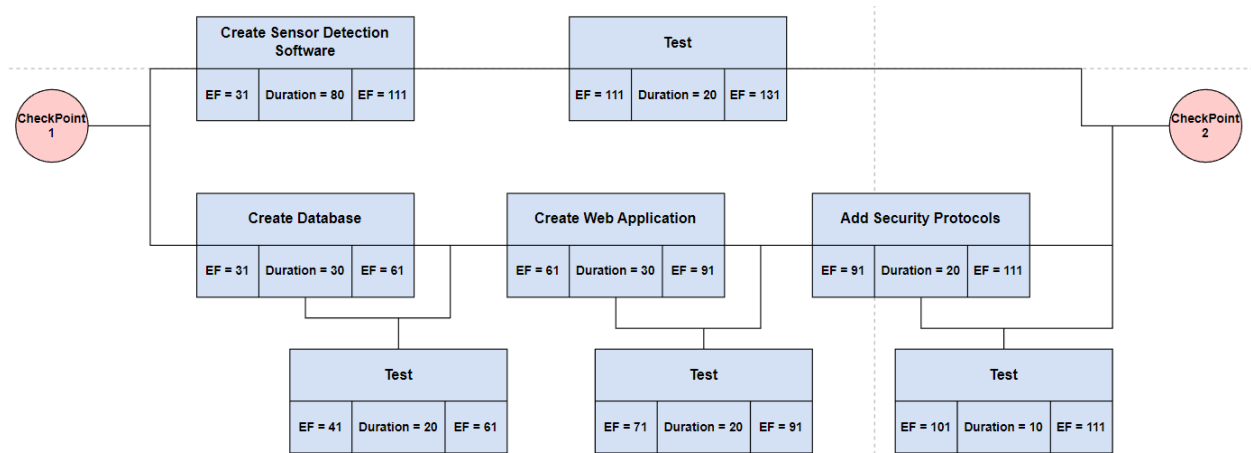 Create Sensor Detection
Software
EF = 31 Duration = 80 EF = 111
Test
EF = 111 Duration = 20 EF = 131
CheckPoint
1
CheckPoint
2
Create Database
EF = 31 Duration = 30 EF = 61
Create Web Application
EF = 61 Duration = 30 EF = 91
Add Security Protocols
EF = 91 Duration = 20 EF = 111
Test
EF = 41 Duration = 20 EF = 61
Test
EF = 71 Duration = 20 EF = 91
Test
EF = 101 Duration = 10 EF = 111